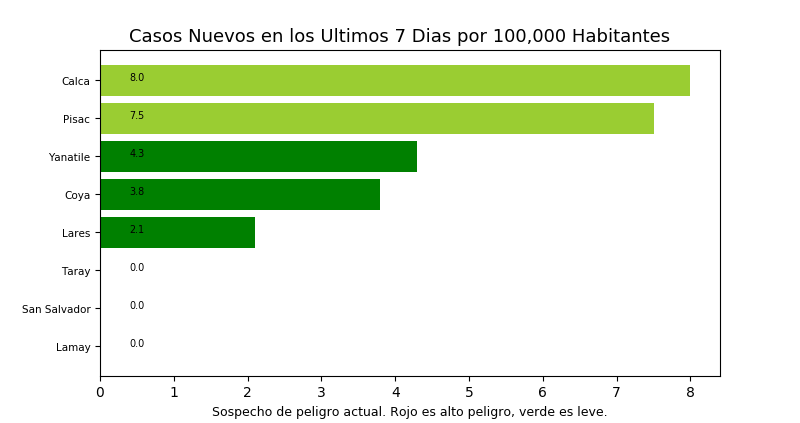 Casos Nuevos en los Ultimos 7 Dias por 100,000 Habitantes
Calca 8.0
Pisac 7.5
Yanatile 4.3
Coya 3.8
Lares 2.1
Taray 0.0
San Salvador 0.0
Lamay 0.0
0 1 2 3 4 5 6 7 8
Sospecho de peligro actual. Rojo es alto peligro, verde es leve.